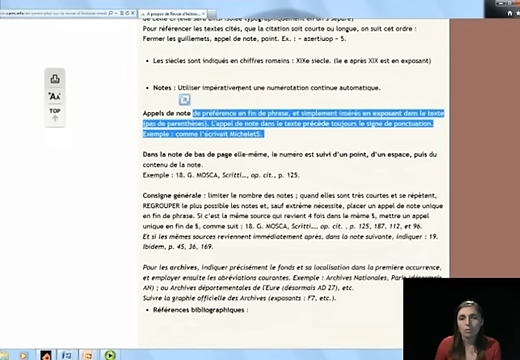 A propos de Revue d'histoire...
Pour référencer les textes cités, que la citation soit courte ou longue, on suit cet ordre :
Fermer les guillemets, appel de note, point. Ex. : « azertiuop » 5.
• Les siècles sont indiqués en chiffres romains : XIXe siècle. (le e après XIX est en exposant)
• Notes : Utiliser impérativement une numérotation continue automatique.
AA
TOP
Appels de note de préférence en fin de phrase, et simplement insérés en exposant dans le texte
(pas de parenthèses). L'appel de note dans le texte précède toujours le signe de ponctuation.
Exemple : comme l'écrivait Michelet5.
Dans la note de bas de page elle-même, le numéro est suivi d'un point, d'un espace, puis du
contenu de la note.
Exemple : 18. G. MOSCA, Scritti…, op. cit., p. 125.
Consigne générale : limiter le nombre des notes ; quand elles sont très courtes et se répètent,
REGROUPER le plus possible les notes et, sauf extrême nécessité, placer un appel de note unique
en fin de phrase. Si c'est la même source qui revient 4 fois dans le même §, mettre un appel
unique en fin de §, comme suit : 18. G. MOSCA, Scritti…, op. cit., p. 125, 187, 112, et 96.
Et si les mêmes sources reviennent immédiatement après, dans la note suivante, indiquer : 19.
Ibidem, p. 45, 36, 169.
Pour les archives, indiquer précisément le fonds et sa localisation dans la première occurrence,
et employer ensuite les abréviations courantes. Exemple : Archives Nationales, Paris (désormais
AN) ; ou Archives départementales de l'Eure (désormais AD 27), etc.
Suivre la graphie officielle des Archives (exposants : F7, etc.).
• Références bibliographiques :